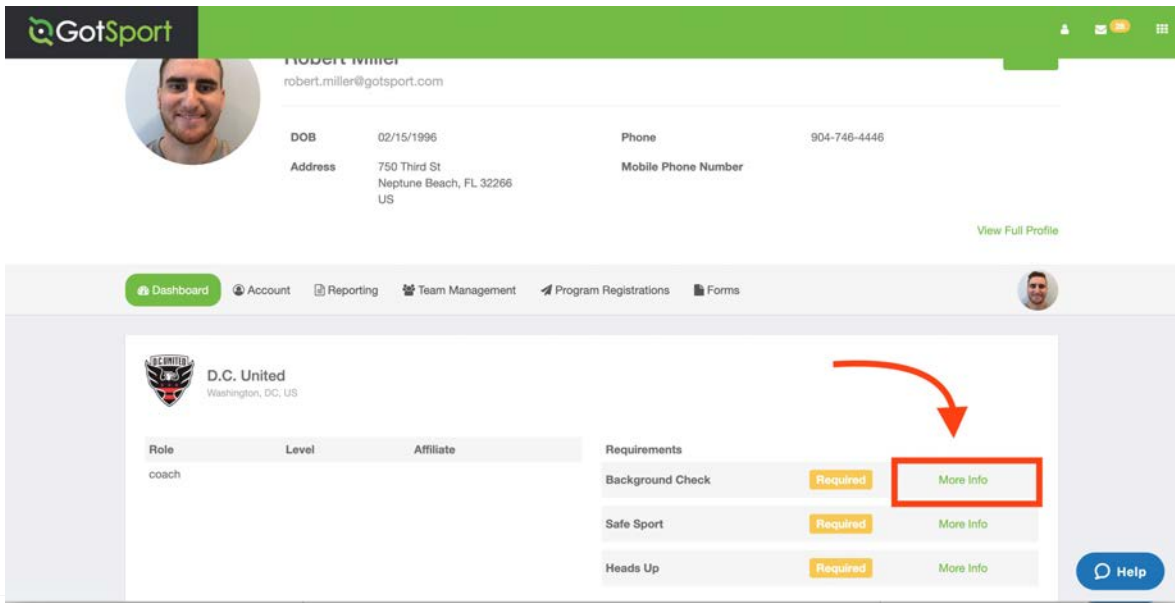 GotSport
Robert Miller
robert.miller@gotsport.com
DOB 02/15/1996 Phone 904-746-4446
Address 750 Third St Mobile Phone Number
Neptune Beach, FL 32266
US
View Full Profile
Dashboard Account Reporting Team Management Program Registrations Forms
D.C. UNITED
D.C. United
Washington, DC, US
Role Level Affiliate Requirements
coach
Background Check Required More Info
Safe Sport Required More Info
Heads Up Required More Info
Help